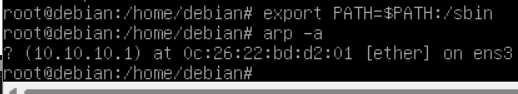 root@debian:/home/debian# export PATH=$PATH:/sbin
root@debian:/home/debian# arp -a
? (10.10.10.1) at 0c:26:22:bd:d2:01 [ether] on ens3
root@debian:/home/debian#